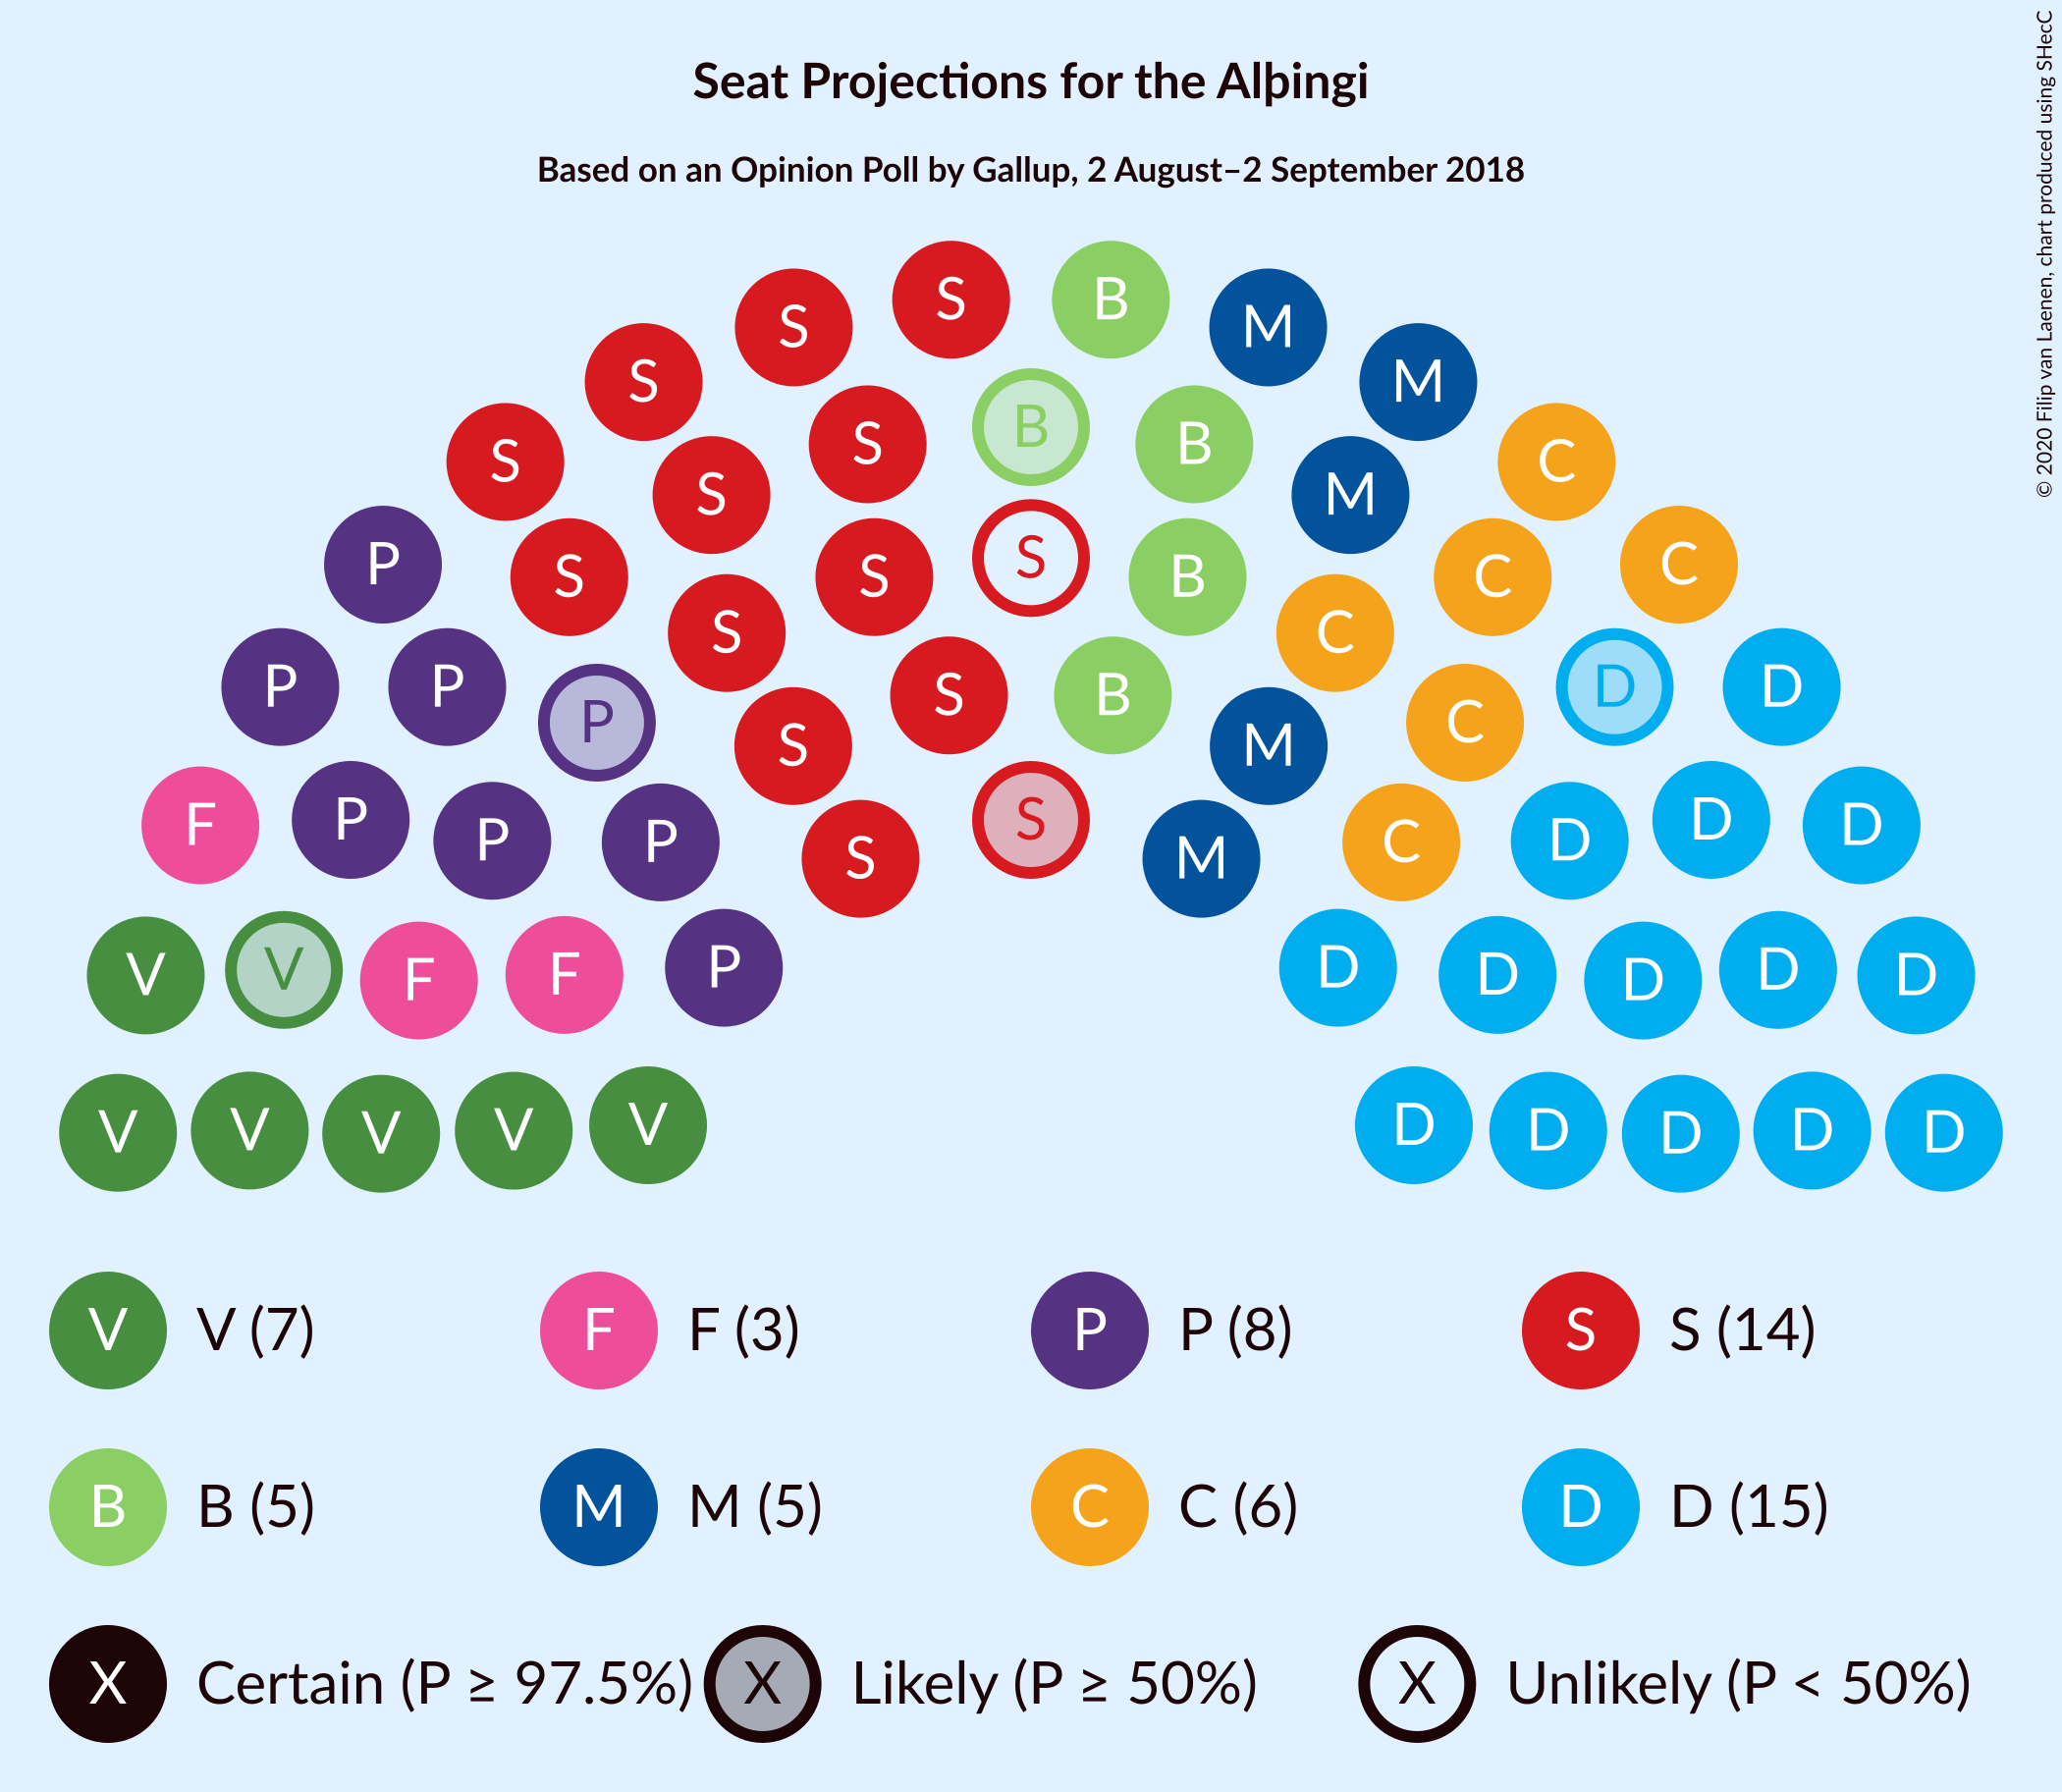 Seat Projections for the Alþingi
Based on an Opinion Poll by Gallup, 2 August–2 September 2018
© 2020 Filip van Laenen, chart produced using SHecC
S B
S M
S M
S S B B S C
S M
P S S S B C C
S C
P P P S B C D D
S M
F P P P S S M C D D D
V V F F P D D D D D
V V V V V D D D D D
V V (7) F F (3) P P (8) S S (14)
B B (5) M M (5) C C (6) D D (15)
X Certain (P ≥ 97.5%) X Likely (P ≥ 50%) X Unlikely (P < 50%)